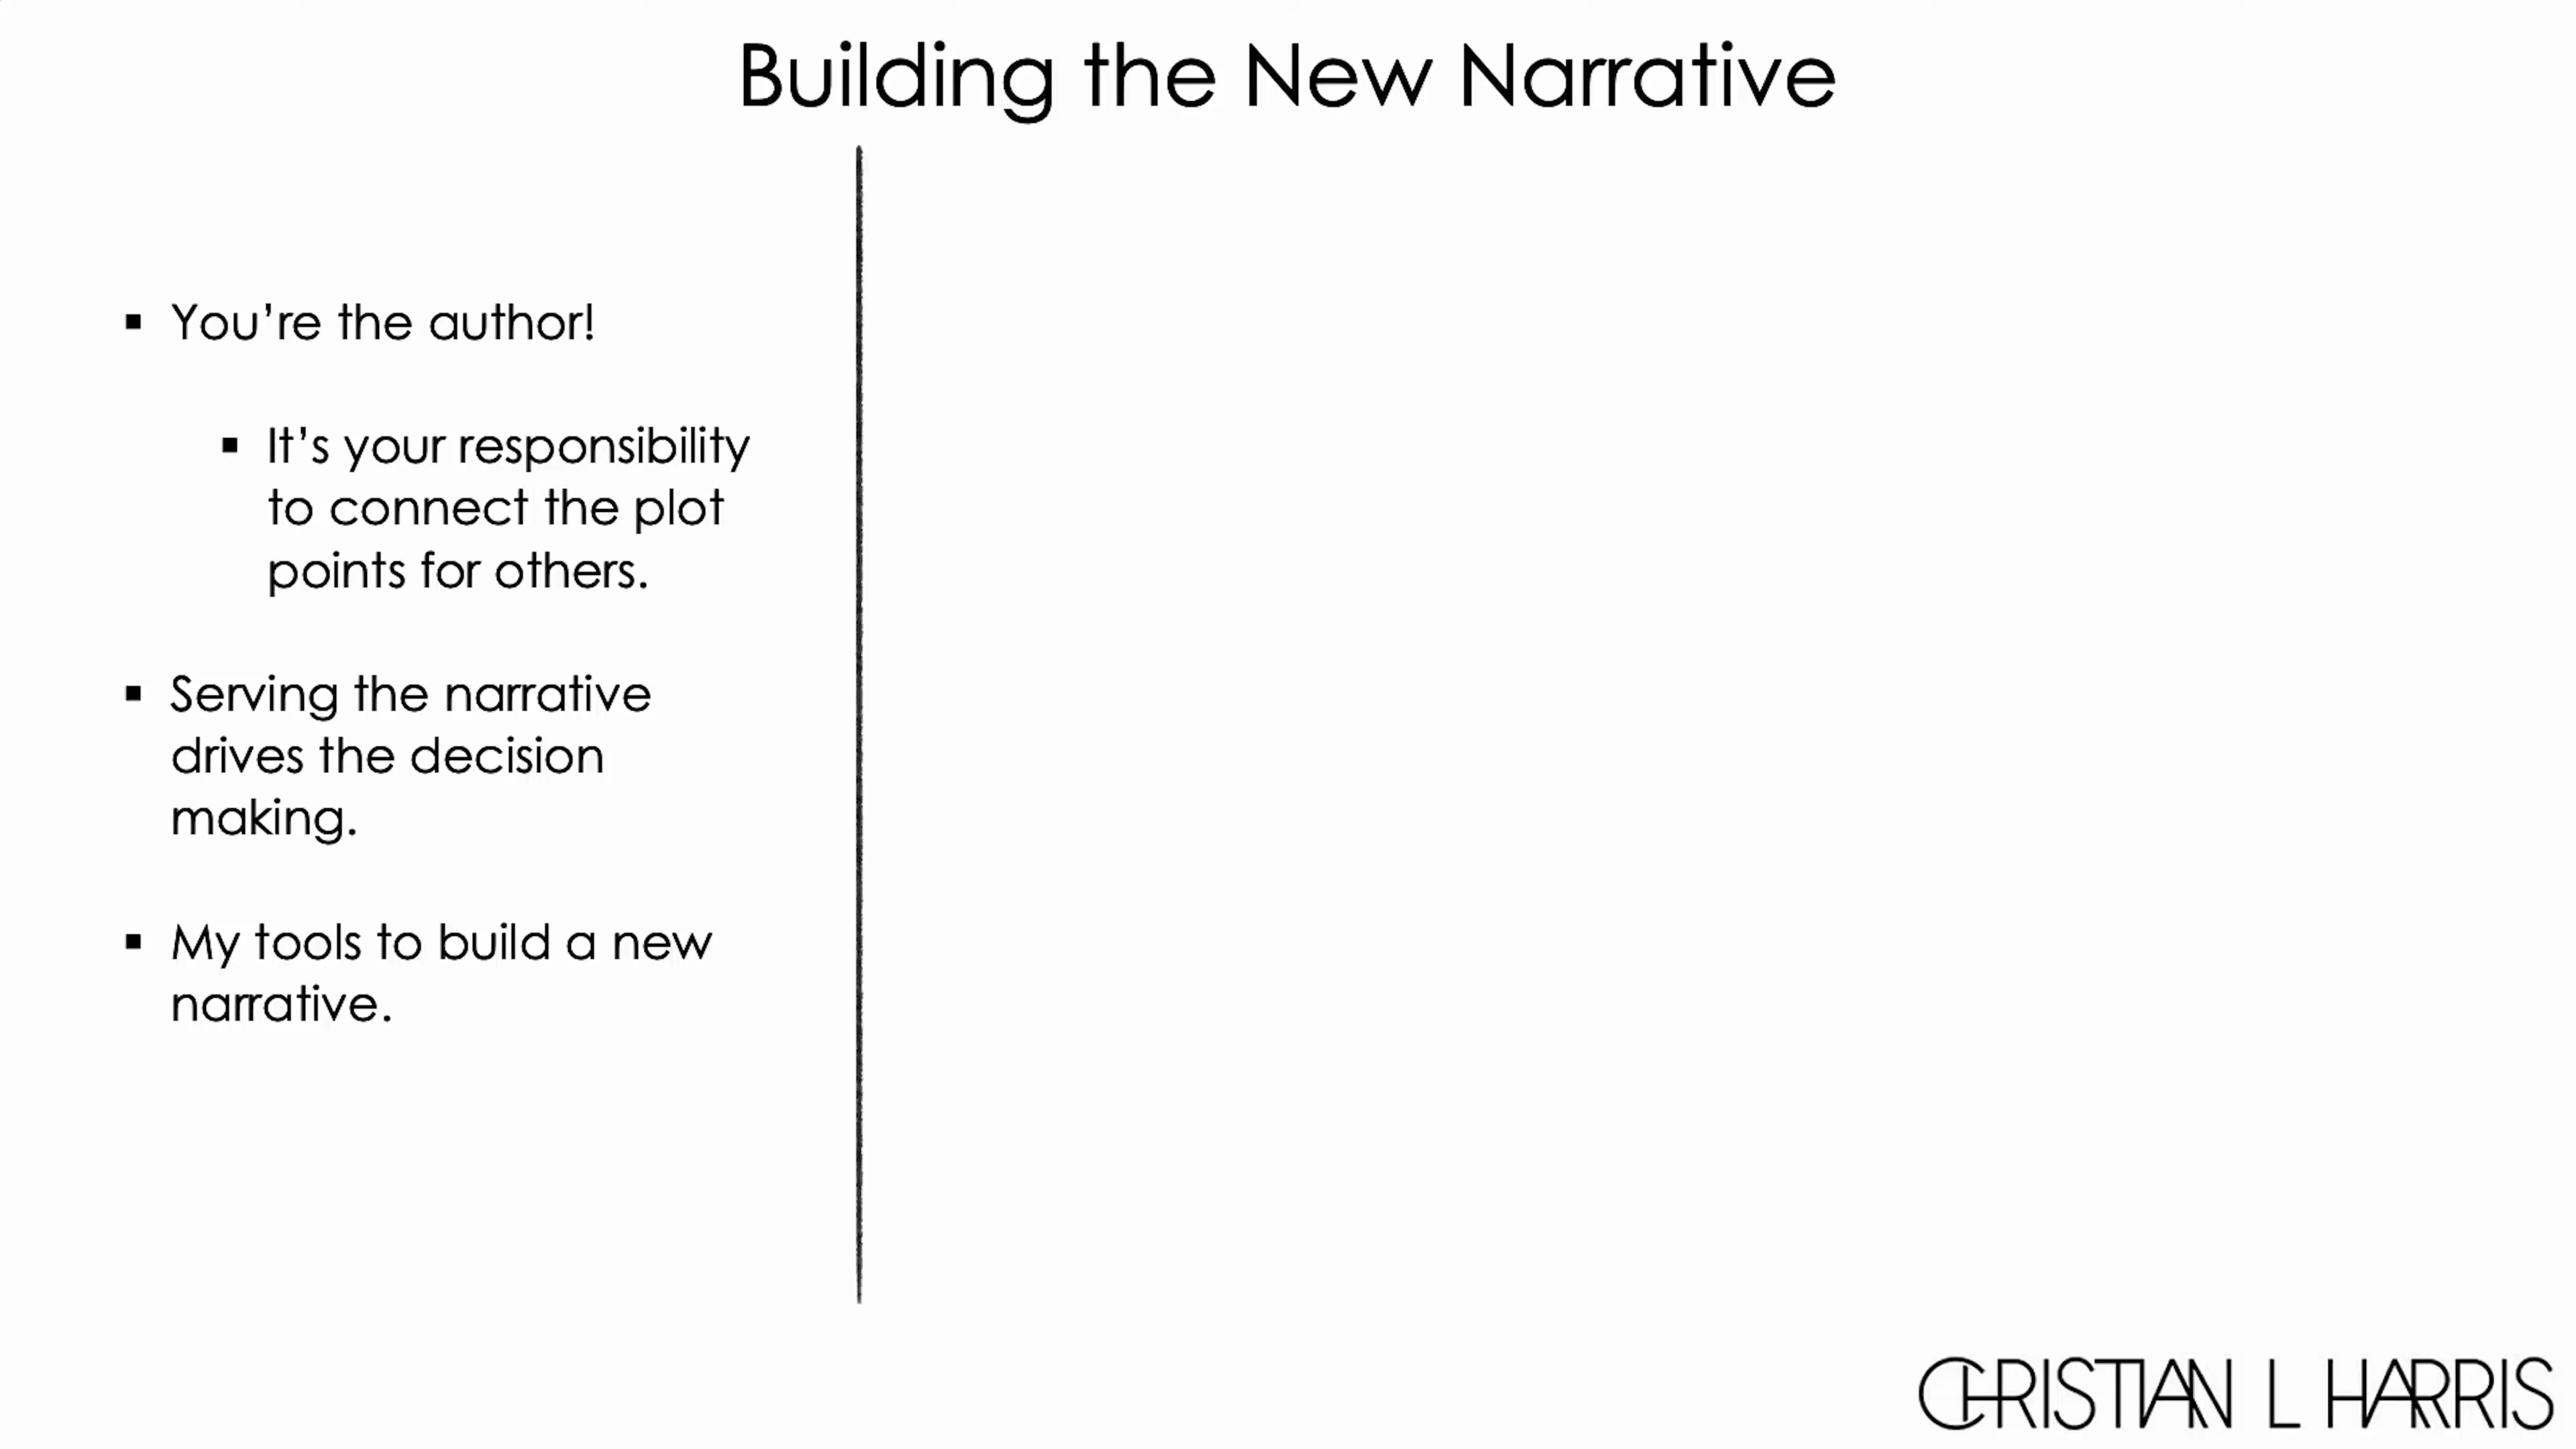 Building the New Narrative
▪ You’re the author!
▪ It’s your responsibility
to connect the plot
points for others.
▪ Serving the narrative
drives the decision
making.
▪ My tools to build a new
narrative.
CHRISTIAN L HARRIS